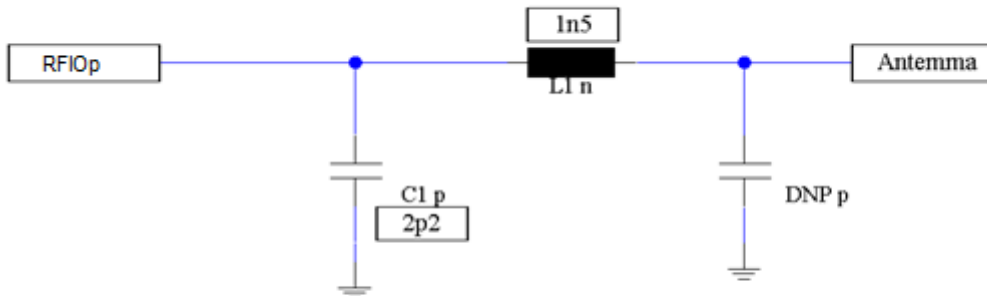 1n5
RFIOp
Antemma
L1 n
C1 p
DNP p
2p2